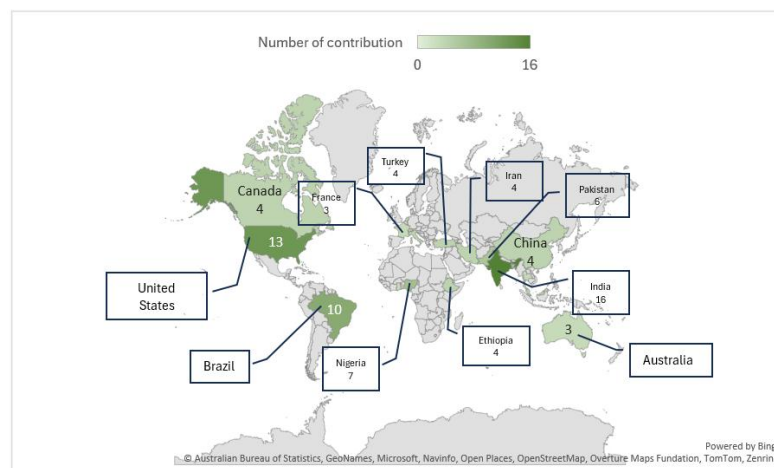 Number of contribution
0 16
Turkey
4
Iran
4
Pakistan
6
Canada
4
France
3
China
4
13
United
States
India
16
10
3
Brazil
Nigeria
7
Ethiopia
4
Australia
Powered by Bing
© Australian Bureau of Statistics, GeoNames, Microsoft, Navinfo, Open Places, OpenStreetMap, Overture Maps Fundation, TomTom, Zenrin